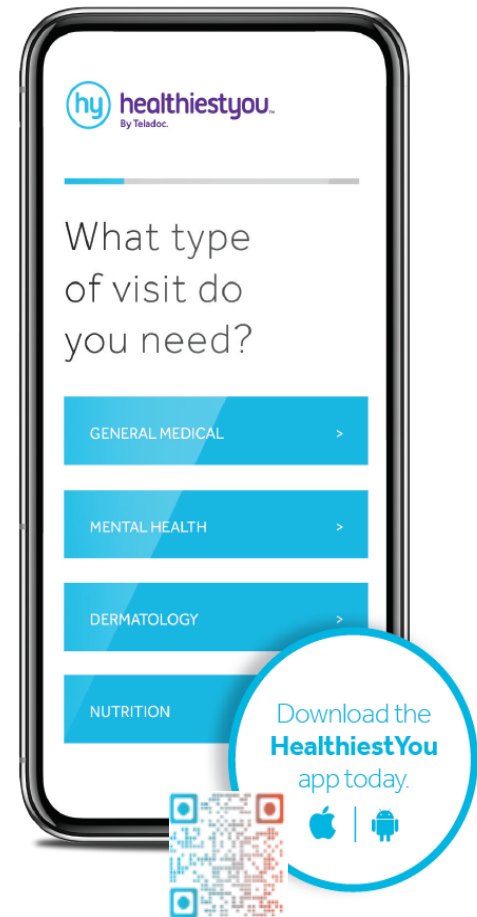 hy healthiestyou™
By Teladoc.
What type
of visit do
you need?
GENERAL MEDICAL >
MENTAL HEALTH >
DERMATOLOGY >
NUTRITION
Download the
HealthiestYou
app today.